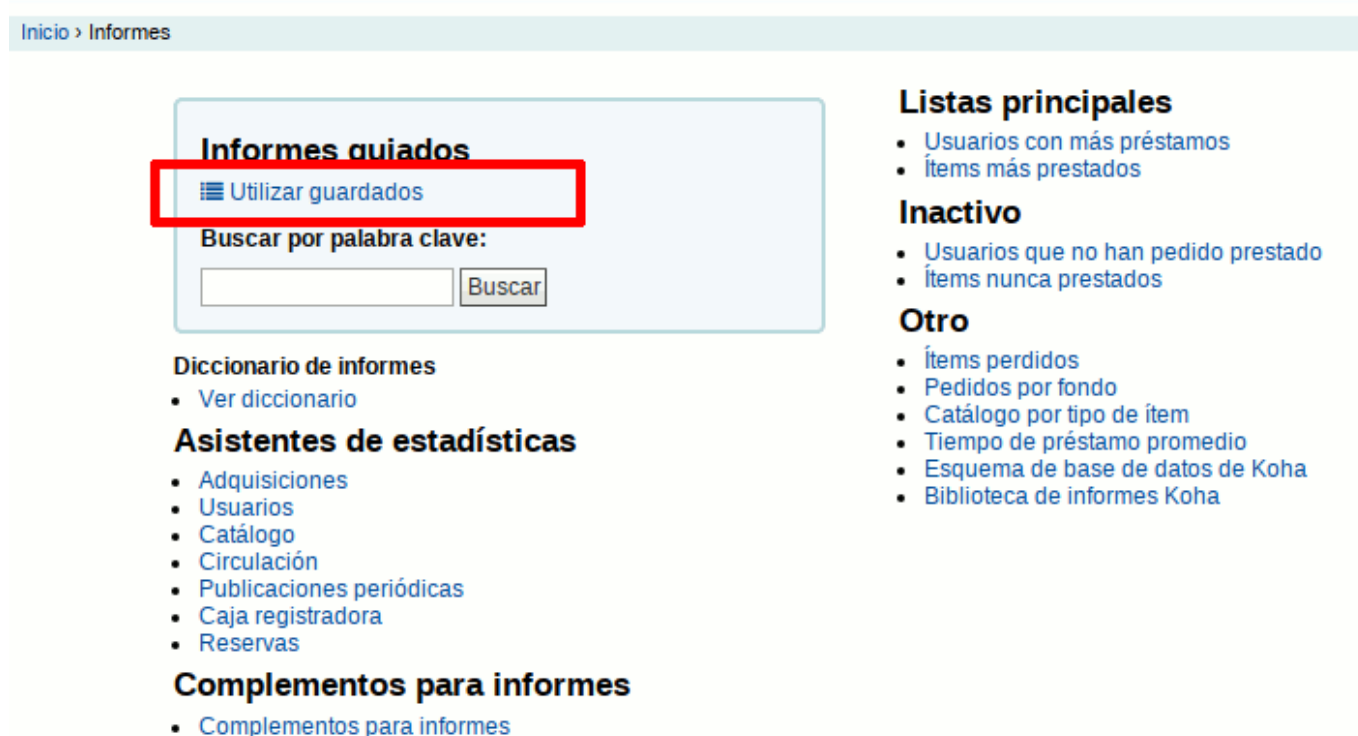 Inicio › Informes
Informes guiados
Utilizar guardados
Buscar por palabra clave:
Buscar
Diccionario de informes
Ver diccionario
Asistentes de estadísticas
Adquisiciones
Usuarios
Catálogo
Circulación
Publicaciones periódicas
Caja registradora
Reservas
Complementos para informes
Complementos para informes
Listas principales
Usuarios con más préstamos
Ítems más prestados
Inactivo
Usuarios que no han pedido prestado
Ítems nunca prestados
Otro
Ítems perdidos
Pedidos por fondo
Catálogo por tipo de ítem
Tiempo de préstamo promedio
Esquema de base de datos de Koha
Biblioteca de informes Koha